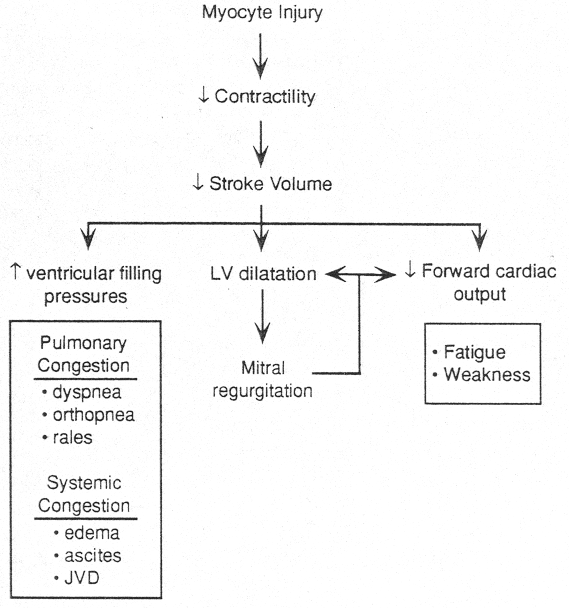 Myocyte Injury
↓ Contractility
↓ Stroke Volume
↑ ventricular filling
pressures
LV dilatation
↓ Forward cardiac
output
Pulmonary
Congestion
• dyspnea
• orthopnea
• rales
Systemic
Congestion
• edema
• ascites
• JVD
Mitral
regurgitation
• Fatigue
• Weakness